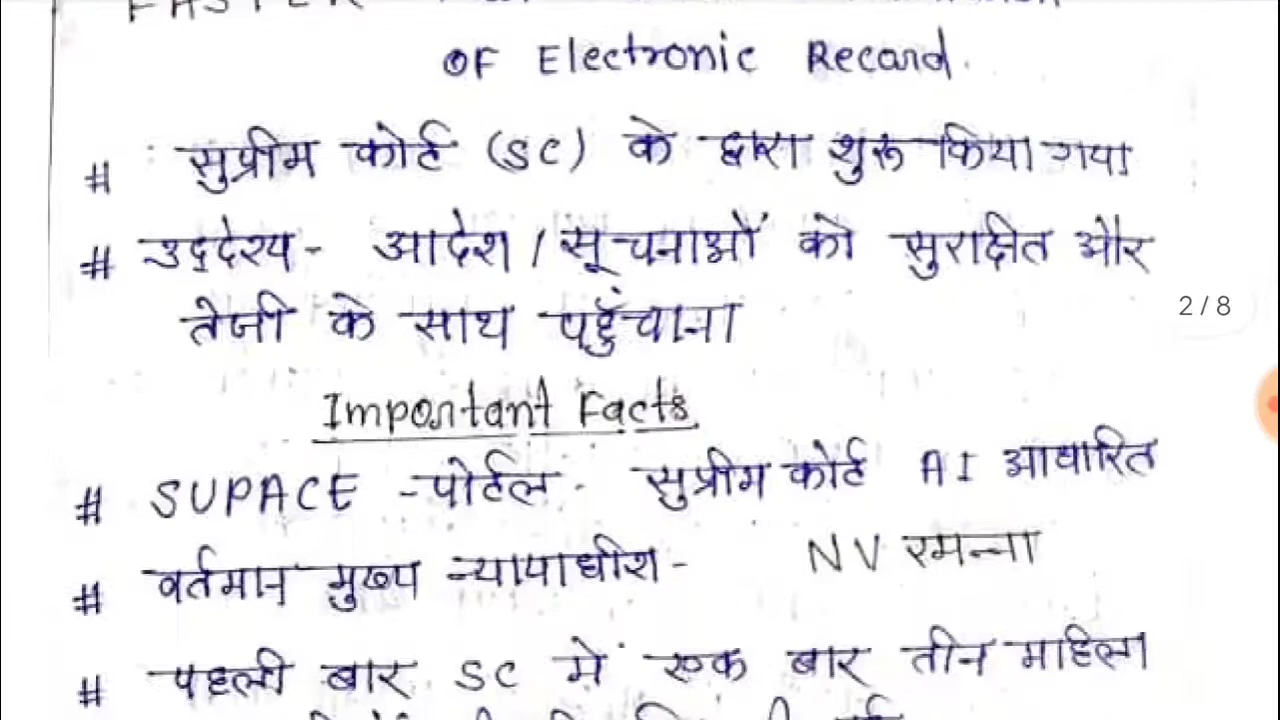 FASTER
OF Electronic Record.
# सुप्रीम कोर्ट (SC) के द्वारा शुरू किया गया
# उद्देश्य - आदेश / सूचनाओं को सुरक्षित और
तेजी के साथ पहुँचाना
2 / 8
Important Facts
# SUPACE - पोर्टल - सुप्रीम कोर्ट AI आधारित
# वर्तमान मुख्य न्यायाधीश - NV रमन्ना
# पहली बार SC में एक बार तीन महिला